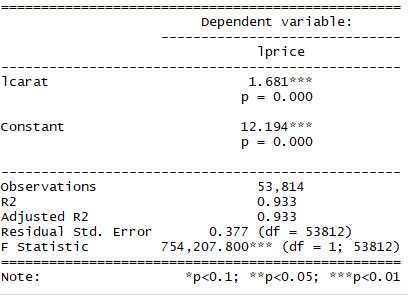 Dependent variable:
lprice
lcarat 1.681***
p = 0.000
Constant 12.194***
p = 0.000
Observations 53,814
R2 0.933
Adjusted R2 0.933
Residual Std. Error 0.377 (df = 53812)
F Statistic 754,207.800*** (df = 1; 53812)
Note: *p<0.1; **p<0.05; ***p<0.01